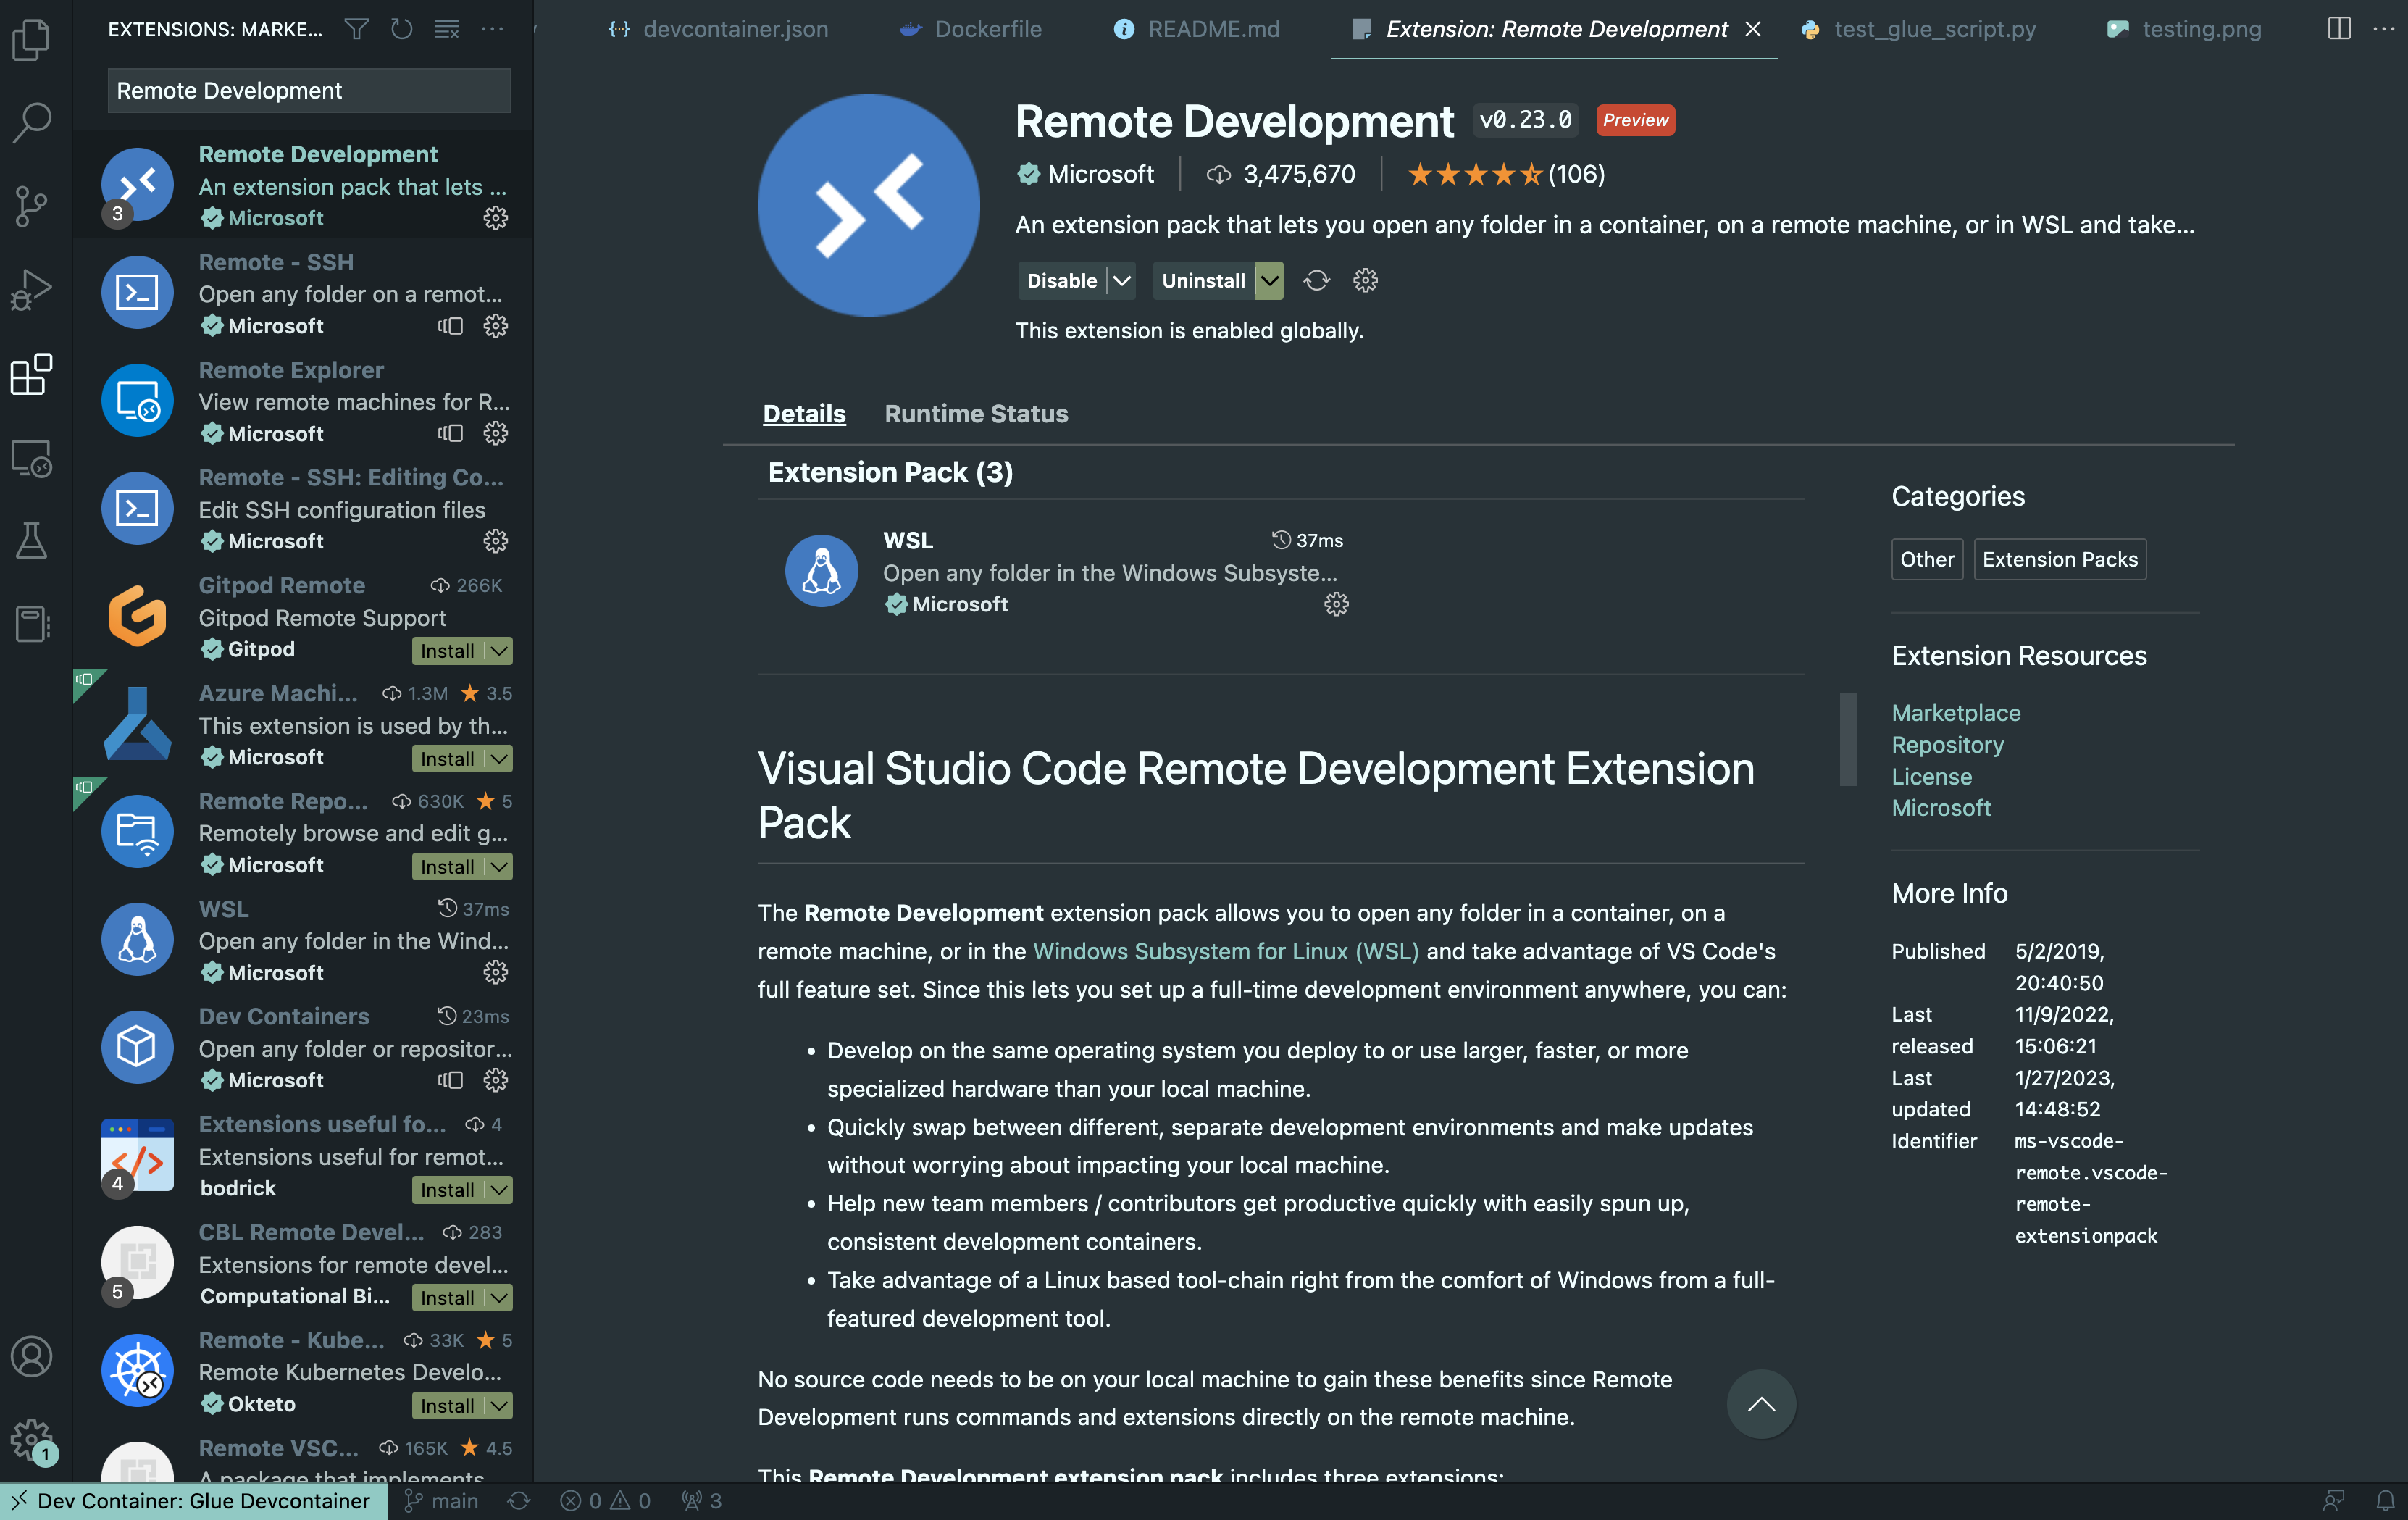 EXTENSIONS: MARKE...
Remote Development
Remote Development
An extension pack that lets ...
3
Microsoft
Remote - SSH
Open any folder on a remot...
Microsoft
Remote Explorer
View remote machines for R...
Microsoft
Remote - SSH: Editing Co...
Edit SSH configuration files
Microsoft
Gitpod Remote 266K
Gitpod Remote Support
Gitpod Install
Azure Machi... 1.3M 3.5
This extension is used by th...
Microsoft Install
Remote Repo... 630K 5
Remotely browse and edit g...
Microsoft Install
WSL 37ms
Open any folder in the Wind...
Microsoft
Dev Containers 23ms
Open any folder or repositor...
Microsoft
Extensions useful fo... 4
Extensions useful for remot...
4
bodrick Install
CBL Remote Devel... 283
Extensions for remote devel...
5
Computational Bi... Install
Remote - Kube... 33K 5
Remote Kubernetes Develo...
Okteto Install
Remote VSC... 165K 4.5
A package that implements
1
devcontainer.json Dockerfile README.md Extension: Remote Development test_glue_script.py testing.png
Remote Development v0.23.0 Preview
Microsoft 3,475,670 (106)
An extension pack that lets you open any folder in a container, on a remote machine, or in WSL and take...
Disable Uninstall
This extension is enabled globally.
Details Runtime Status
Extension Pack (3)
WSL 37ms
Open any folder in the Windows Subsyste...
Microsoft
Visual Studio Code Remote Development Extension
Pack
The Remote Development extension pack allows you to open any folder in a container, on a
remote machine, or in the Windows Subsystem for Linux (WSL) and take advantage of VS Code's
full feature set. Since this lets you set up a full-time development environment anywhere, you can:
• Develop on the same operating system you deploy to or use larger, faster, or more
specialized hardware than your local machine.
• Quickly swap between different, separate development environments and make updates
without worrying about impacting your local machine.
• Help new team members / contributors get productive quickly with easily spun up,
consistent development containers.
• Take advantage of a Linux based tool-chain right from the comfort of Windows from a full-
featured development tool.
No source code needs to be on your local machine to gain these benefits since Remote
Development runs commands and extensions directly on the remote machine.
This Remote Development extension pack includes three extensions:
Categories
Other Extension Packs
Extension Resources
Marketplace
Repository
License
Microsoft
More Info
Published 5/2/2019,
20:40:50
Last 11/9/2022,
released 15:06:21
Last 1/27/2023,
updated 14:48:52
Identifier ms-vscode-
remote.vscode-
remote-
extensionpack
Dev Container: Glue Devcontainer main 0 0 3